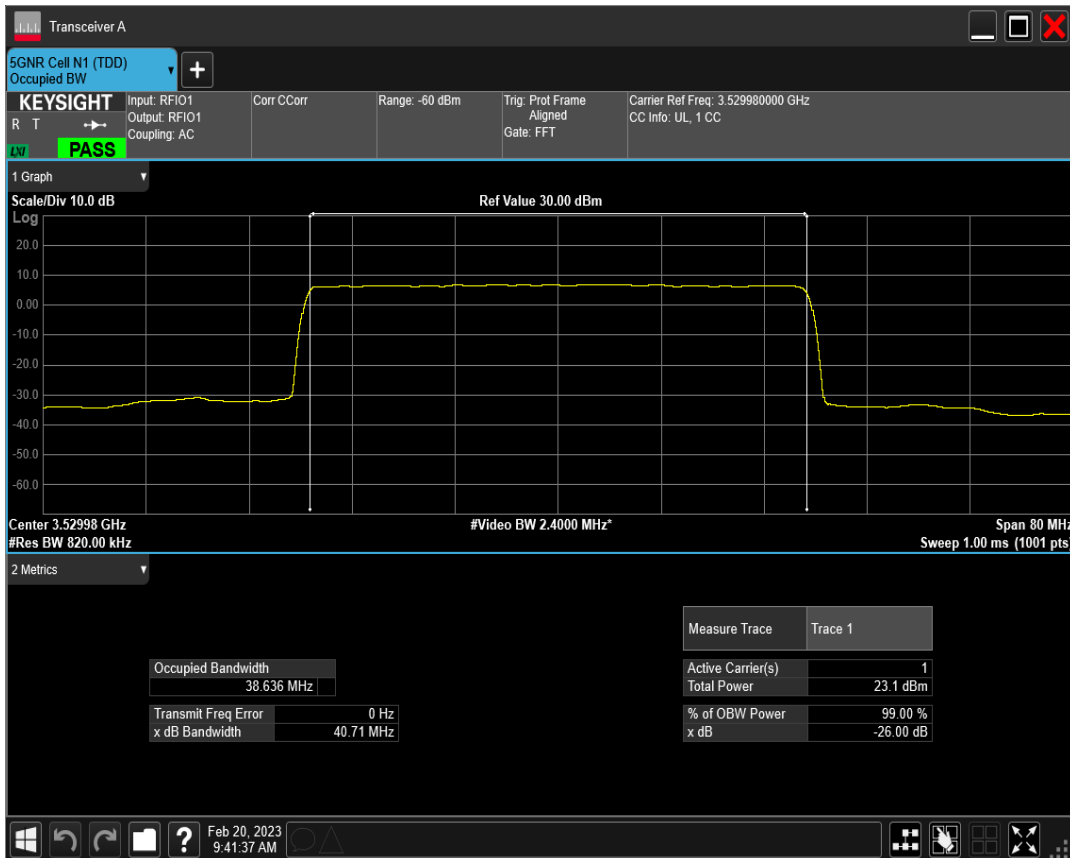 Transceiver A
5GNR Cell N1 (TDD)
Occupied BW
+
KEYSIGHT
R T
LXI
PASS
Input: RFIO1
Output: RFIO1
Coupling: AC
Corr CCorr
Range: -60 dBm
Trig: Prot Frame
Aligned
Gate: FFT
Carrier Ref Freq: 3.529980000 GHz
CC Info: UL, 1 CC
1 Graph
Scale/Div 10.0 dB
Ref Value 30.00 dBm
Log
20.0
10.0
0.00
-10.0
-20.0
-30.0
-40.0
-50.0
-60.0
Center 3.52998 GHz
#Video BW 2.4000 MHz*
Span 80 MHz
#Res BW 820.00 kHz
Sweep 1.00 ms (1001 pts)
2 Metrics
Measure Trace Trace 1
Occupied Bandwidth
38.636 MHz
Transmit Freq Error 0 Hz
x dB Bandwidth 40.71 MHz
Active Carrier(s) 1
Total Power 23.1 dBm
% of OBW Power 99.00 %
x dB -26.00 dB
?
Feb 20, 2023
9:41:37 AM